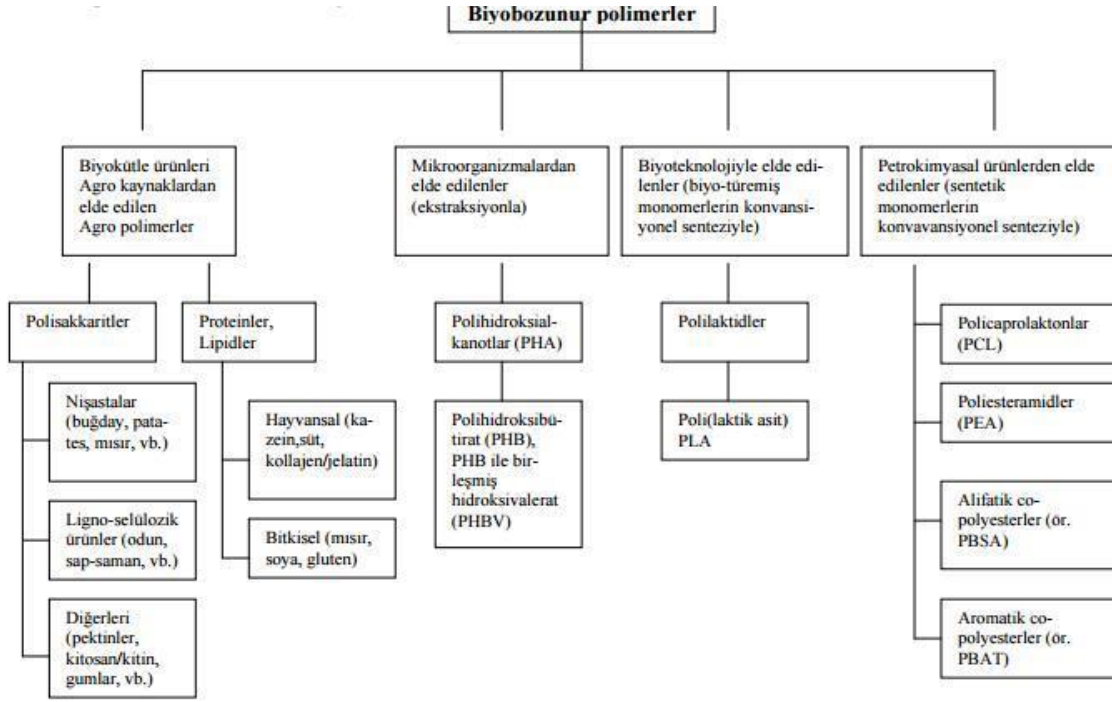 Biyobozunur polimerler
Biyokütle ürünleri
Agro kaynaklardan
elde edilen
Agro polimerler
Mikroorganizmalardan
elde edilenler
(ekstraksiyonla)
Biyoteknolojiyle elde edi-
lenler (biyo-türemiş
monomerlerin konvansi-
yonel senteziyle)
Petrokimyasal ürünlerden elde
edilenler (sentetik
monomerlerin
konvavansiyonel senteziyle)
Polisakkaritler
Proteinler,
Lipidler
Polihidroksial-
kanotlar (PHA)
Polilaktidler
Policaprolaktonlar
(PCL)
Nişastalar
(buğday, pata-
tes, mısır, vb.)
Hayvansal (ka-
zein,süt,
kollajen/jelatin)
Polihidroksibü-
tirat (PHB),
PHB ile bir-
leşmiş
hidroksivalerat
(PHBV)
Poli(laktik asit)
PLA
Poliesteramidler
(PEA)
Ligno-selülozik
ürünler (odun,
sap-saman, vb.)
Bitkisel (mısır,
soya, gluten)
Alifatik co-
polyesterler (ör.
PBSA)
Diğerleri
(pektinler,
kitosan/kitin,
gumlar, vb.)
Aromatik co-
polyesterler (ör.
PBAT)